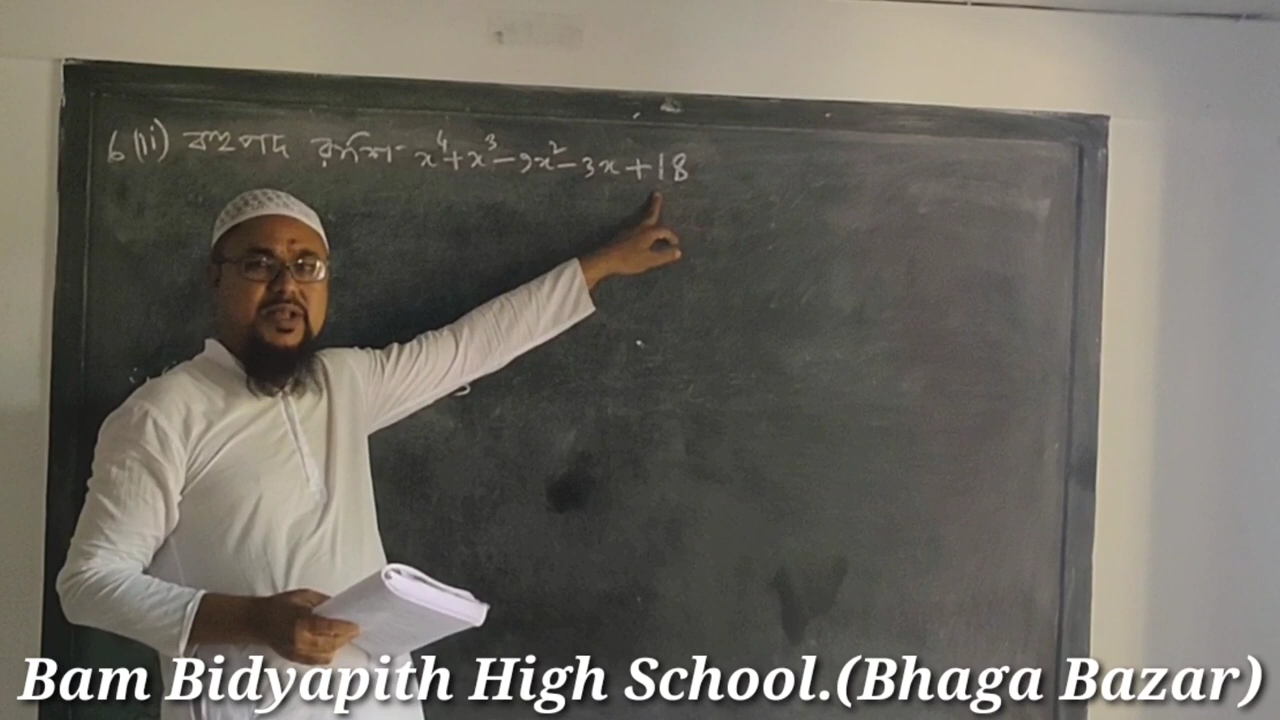 6 (ii) বহুপদ রাশি- x⁴+x³-9x²-3x+18
Bam Bidyapith High School.(Bhaga Bazar)